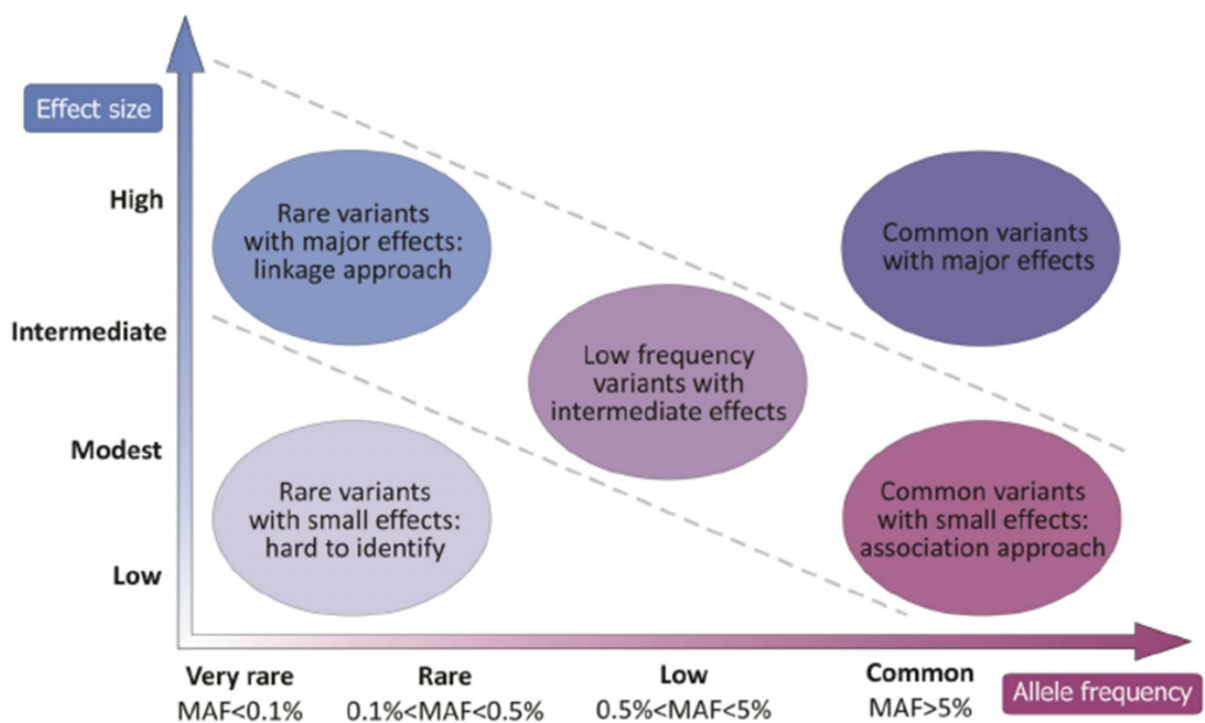 Effect size
High
Intermediate
Modest
Low
Rare variants
with major effects:
linkage approach
Common variants
with major effects
Low frequency
variants with
intermediate effects
Rare variants
with small effects:
hard to identify
Common variants
with small effects:
association approach
Very rare
MAF<0.1%
Rare
0.1%<MAF<0.5%
Low
0.5%<MAF<5%
Common
MAF>5%
Allele frequency